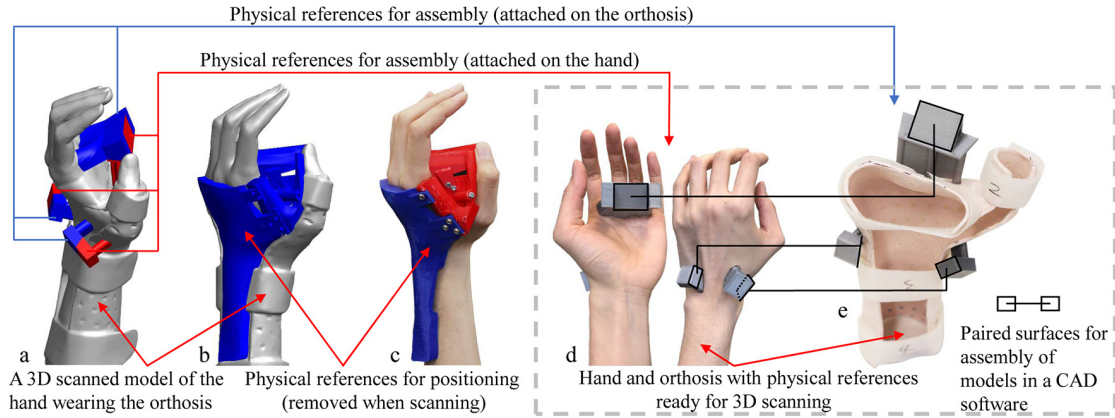 Physical references for assembly (attached on the orthosis)
Physical references for assembly (attached on the hand)
a
b
c
d
e
2
A 3D scanned model of the
hand wearing the orthosis
Physical references for positioning
(removed when scanning)
Hand and orthosis with physical references
ready for 3D scanning
Paired surfaces for
assembly of
models in a CAD
software